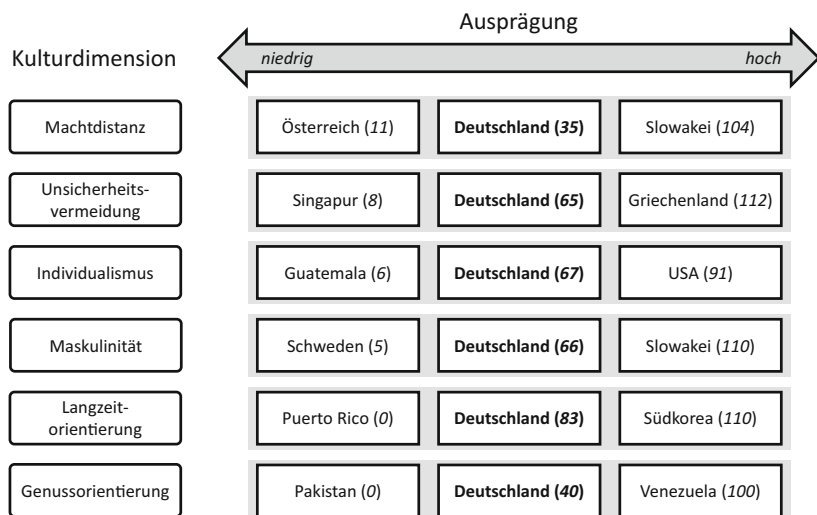 Ausprägung
Kulturdimension
niedrig hoch
Machtdistanz Österreich (11) Deutschland (35) Slowakei (104)
Unsicherheits-
vermeidung Singapur (8) Deutschland (65) Griechenland (112)
Individualismus Guatemala (6) Deutschland (67) USA (91)
Maskulinität Schweden (5) Deutschland (66) Slowakei (110)
Langzeit-
orientierung Puerto Rico (0) Deutschland (83) Südkorea (110)
Genussorientierung Pakistan (0) Deutschland (40) Venezuela (100)